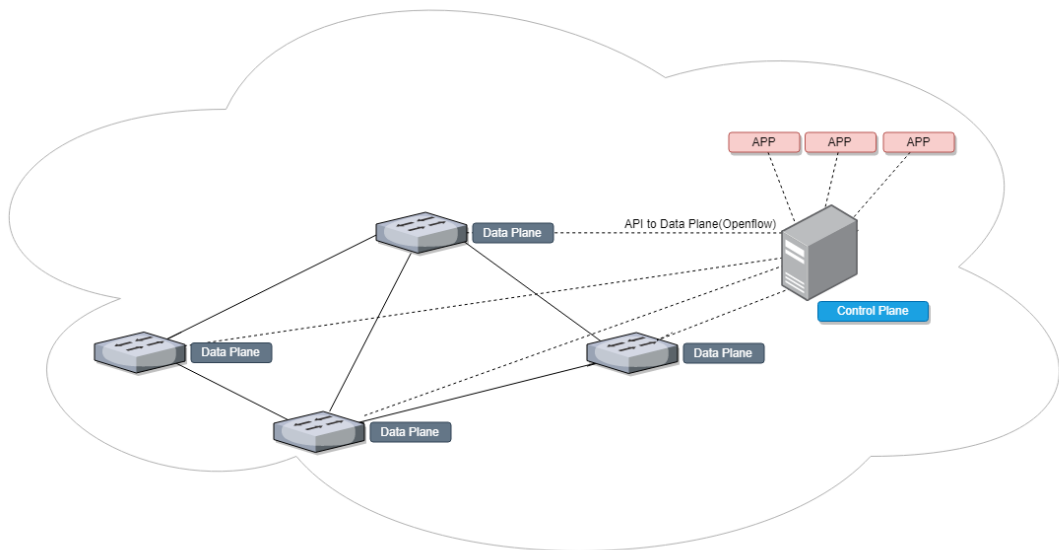 APP
APP
APP
API to Data Plane(Openflow)
Data Plane
Control Plane
Data Plane
Data Plane
Data Plane